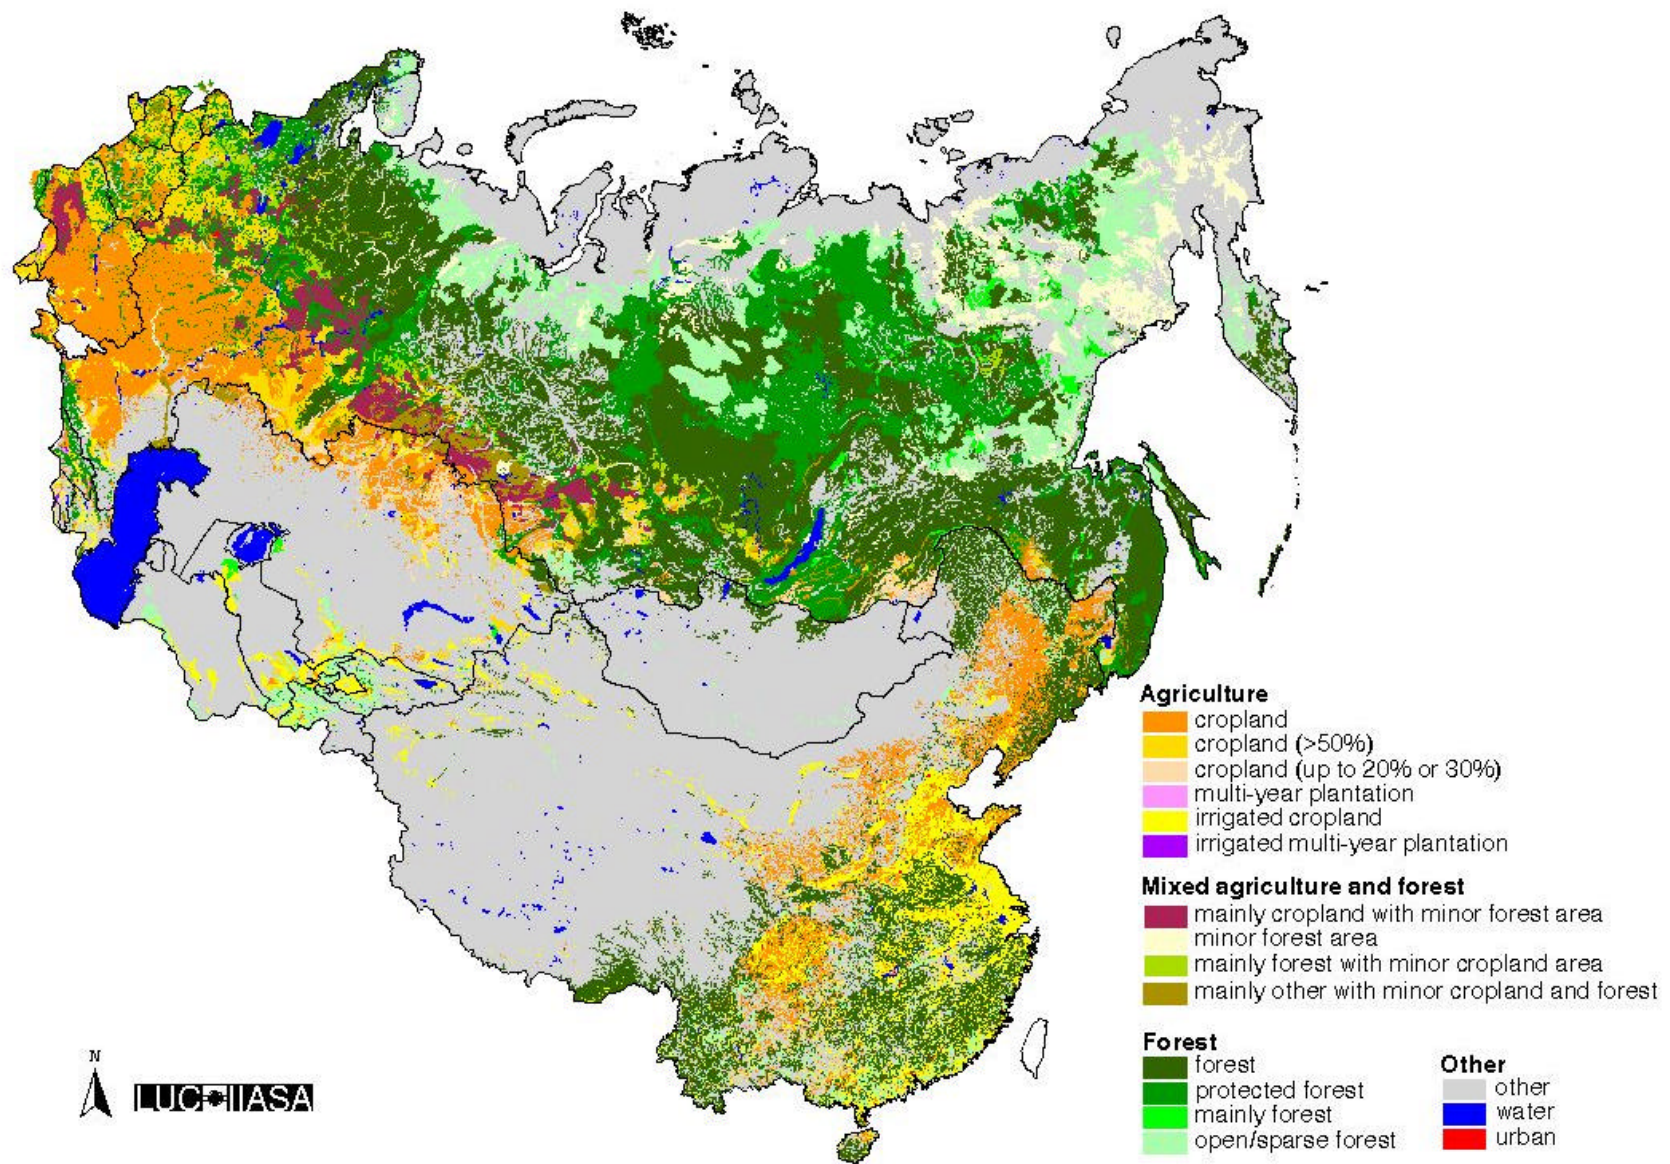 Agriculture
cropland
cropland (>50%)
cropland (up to 20% or 30%)
multi-year plantation
irrigated cropland
irrigated multi-year plantation
Mixed agriculture and forest
mainly cropland with minor forest area
minor forest area
mainly forest with minor cropland area
mainly other with minor cropland and forest
Forest
forest
protected forest
mainly forest
open/sparse forest
Other
other
water
urban
N
LUC IIASA